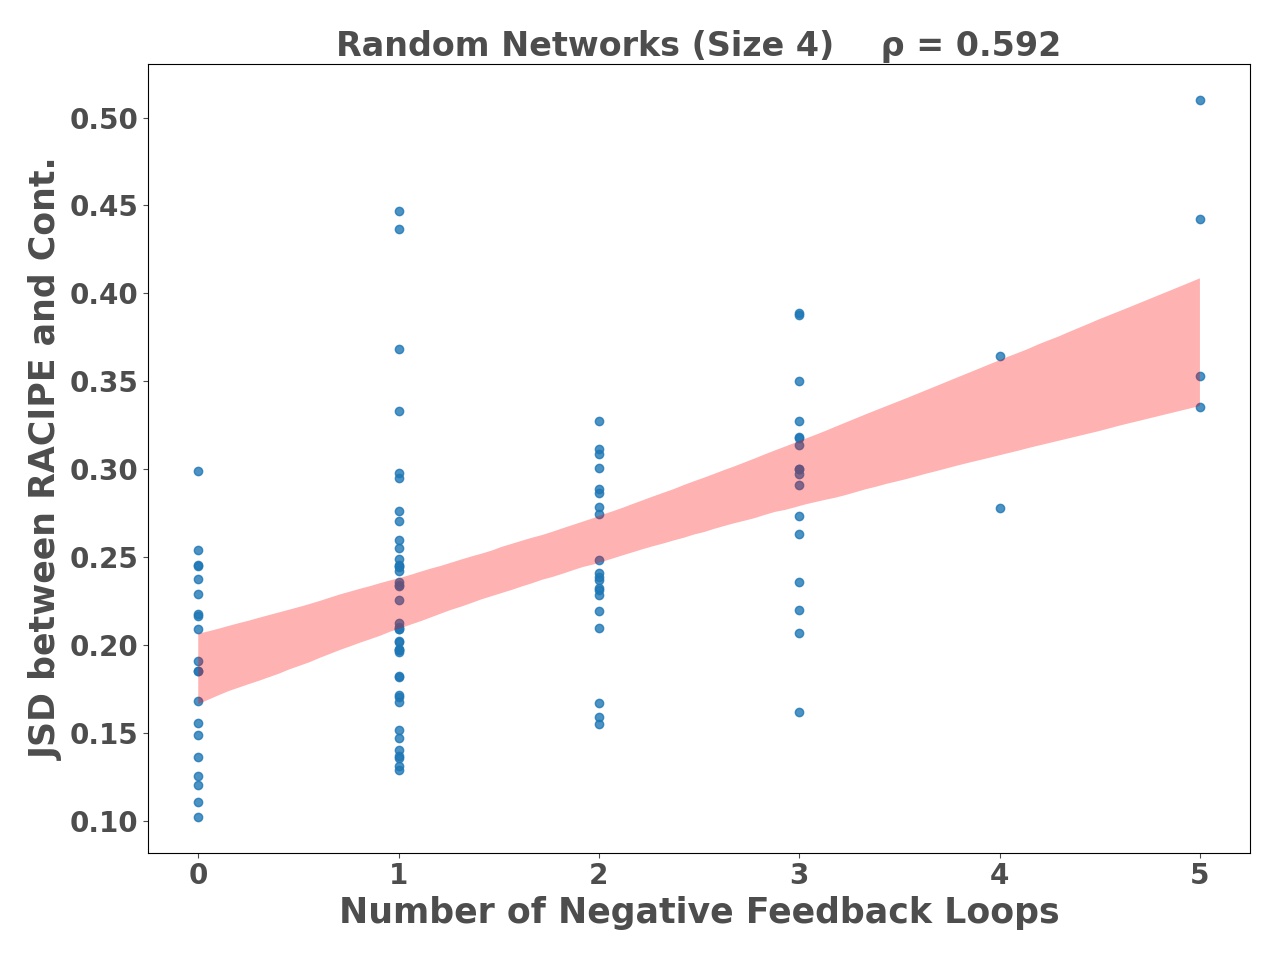 Random Networks (Size 4) ρ = 0.592
JSD between RACIPE and Cont.
0.50
0.45
0.40
0.35
0.30
0.25
0.20
0.15
0.10
0 1 2 3 4 5
Number of Negative Feedback Loops